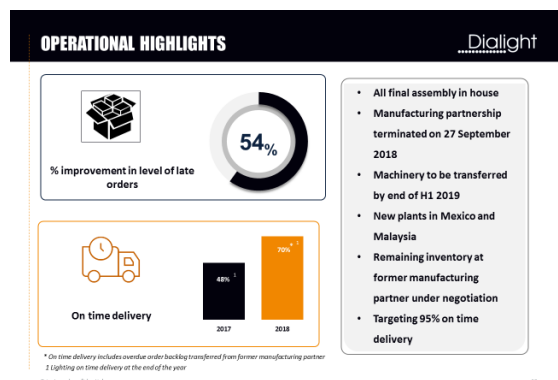 OPERATIONAL HIGHLIGHTS
Dialight
54%
% improvement in level of late
orders
48% 1
70%* 1
On time delivery
2017
2018
• All final assembly in house
• Manufacturing partnership
terminated on 27 September
2018
• Machinery to be transferred
by end of H1 2019
• New plants in Mexico and
Malaysia
• Remaining inventory at
former manufacturing
partner under negotiation
• Targeting 95% on time
delivery
* On time delivery includes overdue order backlog transferred from former manufacturing partner
1 Lighting on time delivery at the end of the year